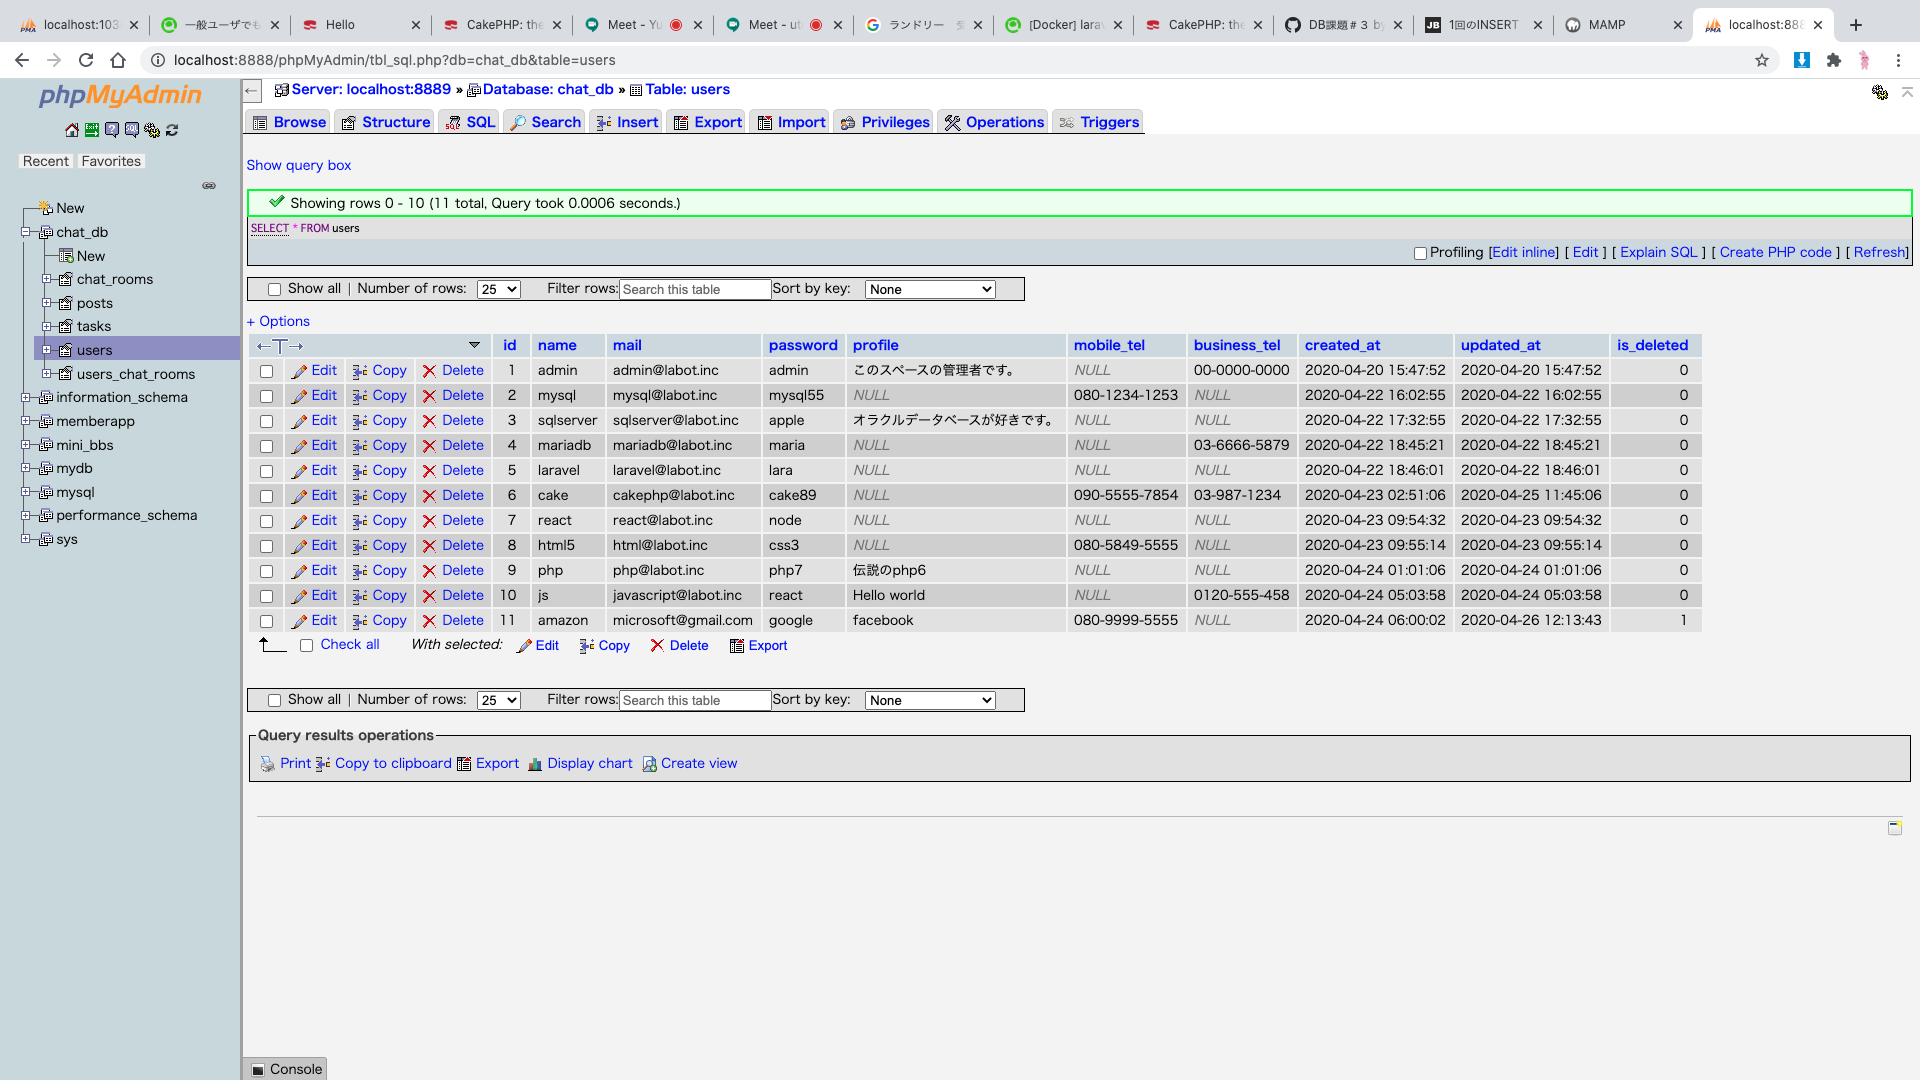 localhost:103 一般ユーザでも Hello CakePHP: the Meet - Yu Meet - ut ランドリー 受 [Docker] larav CakePHP: the DB課題＃３ by JB 1回のINSERT MAMP localhost:888
localhost:8888/phpMyAdmin/tbl_sql.php?db=chat_db&table=users
phpMyAdmin
Recent Favorites
New
chat_db
New
chat_rooms
posts
tasks
users
users_chat_rooms
information_schema
memberapp
mini_bbs
mydb
mysql
performance_schema
sys
Server: localhost:8889 » Database: chat_db » Table: users
Browse Structure SQL Search Insert Export Import Privileges Operations Triggers
Show query box
Showing rows 0 - 10 (11 total, Query took 0.0006 seconds.)
SELECT * FROM users
Profiling [Edit inline] [ Edit ] [ Explain SQL ] [ Create PHP code ] [ Refresh]
Show all | Number of rows: 25 Filter rows: Search this table Sort by key: None
+ Options
←T→ id name mail password profile mobile_tel business_tel created_at updated_at is_deleted
Edit Copy Delete 1 admin admin@labot.inc admin このスペースの管理者です。 NULL 00-0000-0000 2020-04-20 15:47:52 2020-04-20 15:47:52 0
Edit Copy Delete 2 mysql mysql@labot.inc mysql55 NULL 080-1234-1253 NULL 2020-04-22 16:02:55 2020-04-22 16:02:55 0
Edit Copy Delete 3 sqlserver sqlserver@labot.inc apple オラクルデータベースが好きです。 NULL NULL 2020-04-22 17:32:55 2020-04-22 17:32:55 0
Edit Copy Delete 4 mariadb mariadb@labot.inc maria NULL NULL 03-6666-5879 2020-04-22 18:45:21 2020-04-22 18:45:21 0
Edit Copy Delete 5 laravel laravel@labot.inc lara NULL NULL NULL 2020-04-22 18:46:01 2020-04-22 18:46:01 0
Edit Copy Delete 6 cake cakephp@labot.inc cake89 NULL 090-5555-7854 03-987-1234 2020-04-23 02:51:06 2020-04-25 11:45:06 0
Edit Copy Delete 7 react react@labot.inc node NULL NULL NULL 2020-04-23 09:54:32 2020-04-23 09:54:32 0
Edit Copy Delete 8 html5 html@labot.inc css3 NULL 080-5849-5555 NULL 2020-04-23 09:55:14 2020-04-23 09:55:14 0
Edit Copy Delete 9 php php@labot.inc php7 伝説のphp6 NULL NULL 2020-04-24 01:01:06 2020-04-24 01:01:06 0
Edit Copy Delete 10 js javascript@labot.inc react Hello world NULL 0120-555-458 2020-04-24 05:03:58 2020-04-24 05:03:58 0
Edit Copy Delete 11 amazon microsoft@gmail.com google facebook 080-9999-5555 NULL 2020-04-24 06:00:02 2020-04-26 12:13:43 1
Check all With selected: Edit Copy Delete Export
Show all | Number of rows: 25 Filter rows: Search this table Sort by key: None
Query results operations
Print Copy to clipboard Export Display chart Create view
Console